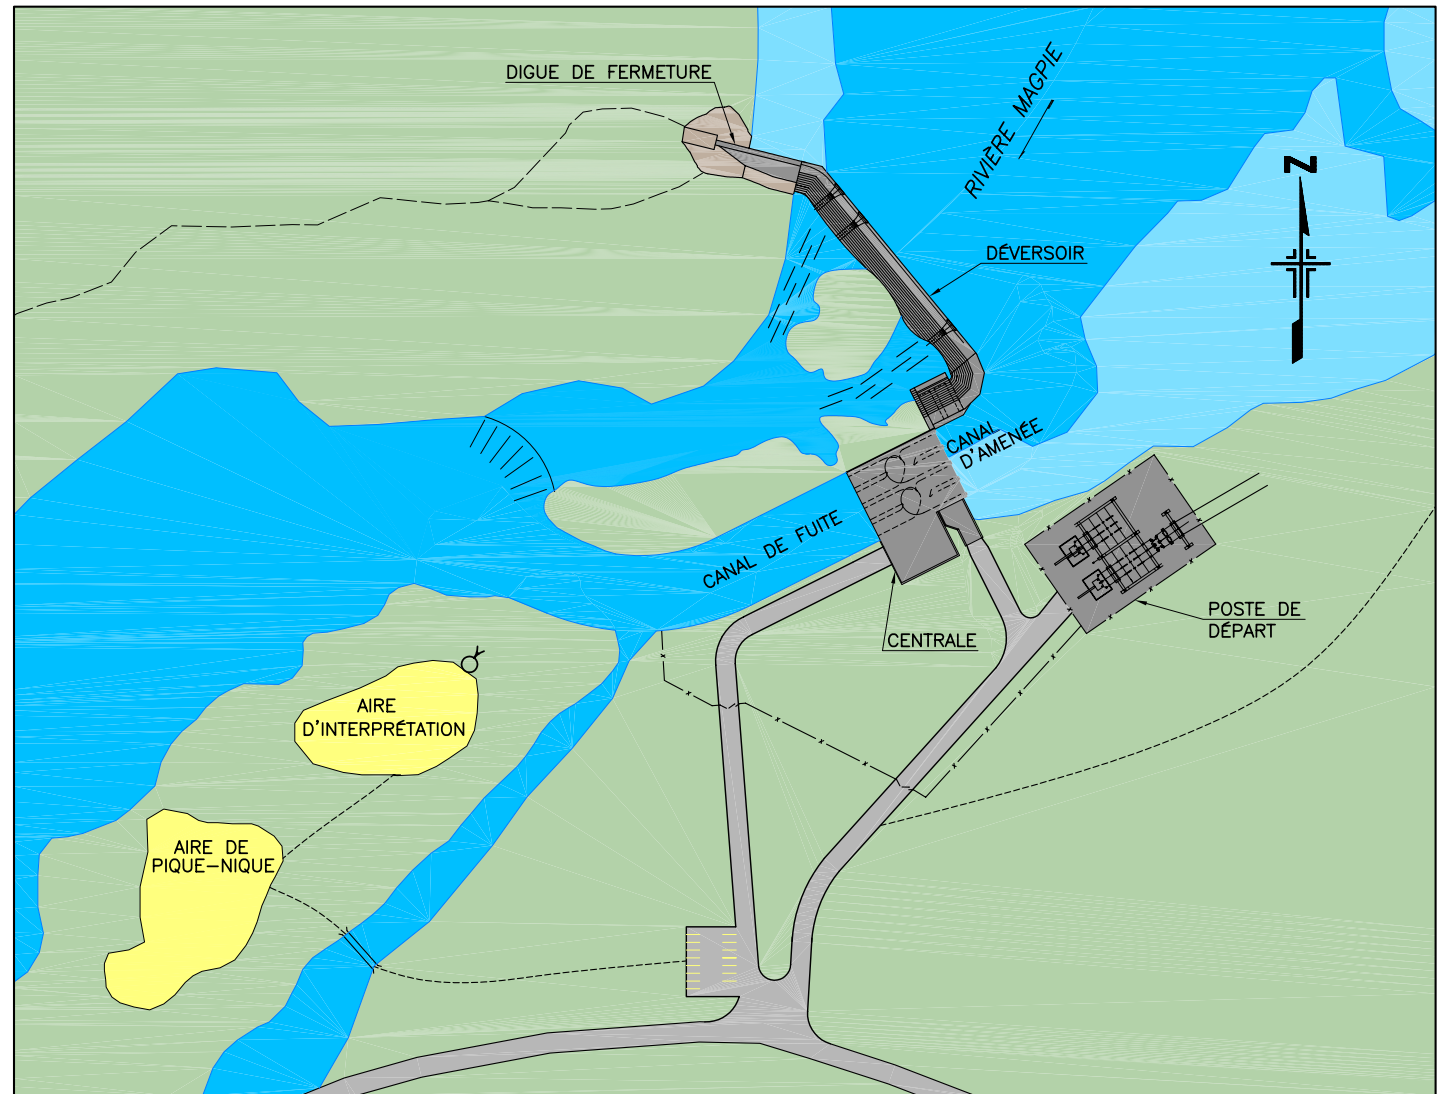 DIGUE DE FERMETURE
RIVIÈRE MAGPIE
N
DÉVERSOIR
CANAL
D'AMENÉE
CANAL DE FUITE
POSTE DE
DÉPART
CENTRALE
AIRE
D'INTERPRÉTATION
AIRE DE
PIQUE-NIQUE